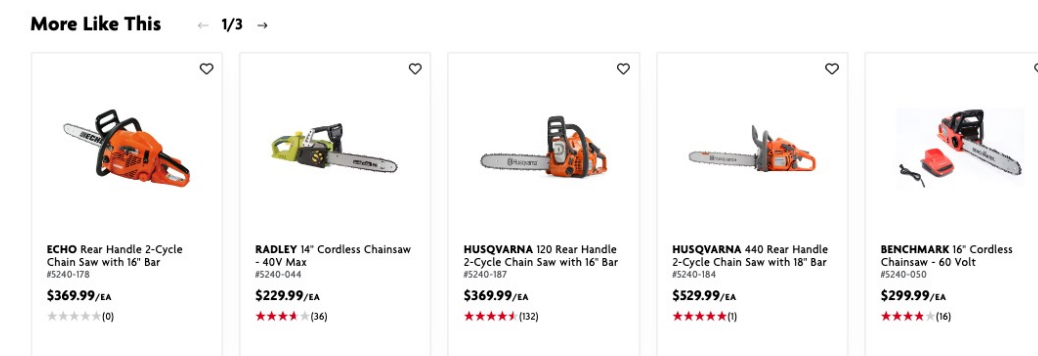 More Like This ← 1/3 →
ECHO Rear Handle 2-Cycle
Chain Saw with 16" Bar
#5240-178
$369.99/EA
(0)
RADLEY 14" Cordless Chainsaw
- 40V Max
#5240-044
$229.99/EA
(36)
HUSQVARNA 120 Rear Handle
2-Cycle Chain Saw with 16" Bar
#5240-187
$369.99/EA
(132)
HUSQVARNA 440 Rear Handle
2-Cycle Chain Saw with 18" Bar
#5240-184
$529.99/EA
(1)
BENCHMARK 16" Cordless
Chainsaw - 60 Volt
#5240-050
$299.99/EA
(16)
ECHO
Husqvarna